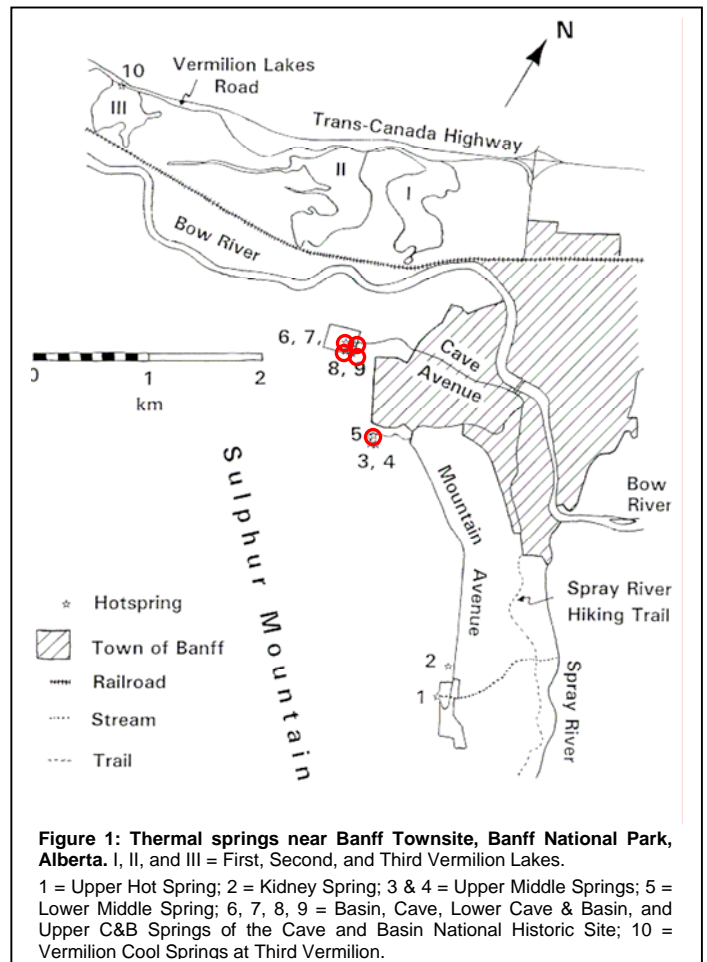 N
10
Vermilion Lakes
Road
III
Trans-Canada Highway
II
I
Bow River
6, 7,
8, 9
Cave
Avenue
0 1 2
km
5
3, 4
Sulphur Mountain
Mountain
Avenue
Bow
River
Spray River
Hiking Trail
Spray River
2
1
Hotspring
Town of Banff
Railroad
Stream
Trail
Figure 1: Thermal springs near Banff Townsite, Banff National Park,
Alberta. I, II, and III = First, Second, and Third Vermilion Lakes.
1 = Upper Hot Spring; 2 = Kidney Spring; 3 & 4 = Upper Middle Springs; 5 =
Lower Middle Spring; 6, 7, 8, 9 = Basin, Cave, Lower Cave & Basin, and
Upper C&B Springs of the Cave and Basin National Historic Site; 10 =
Vermilion Cool Springs at Third Vermilion.